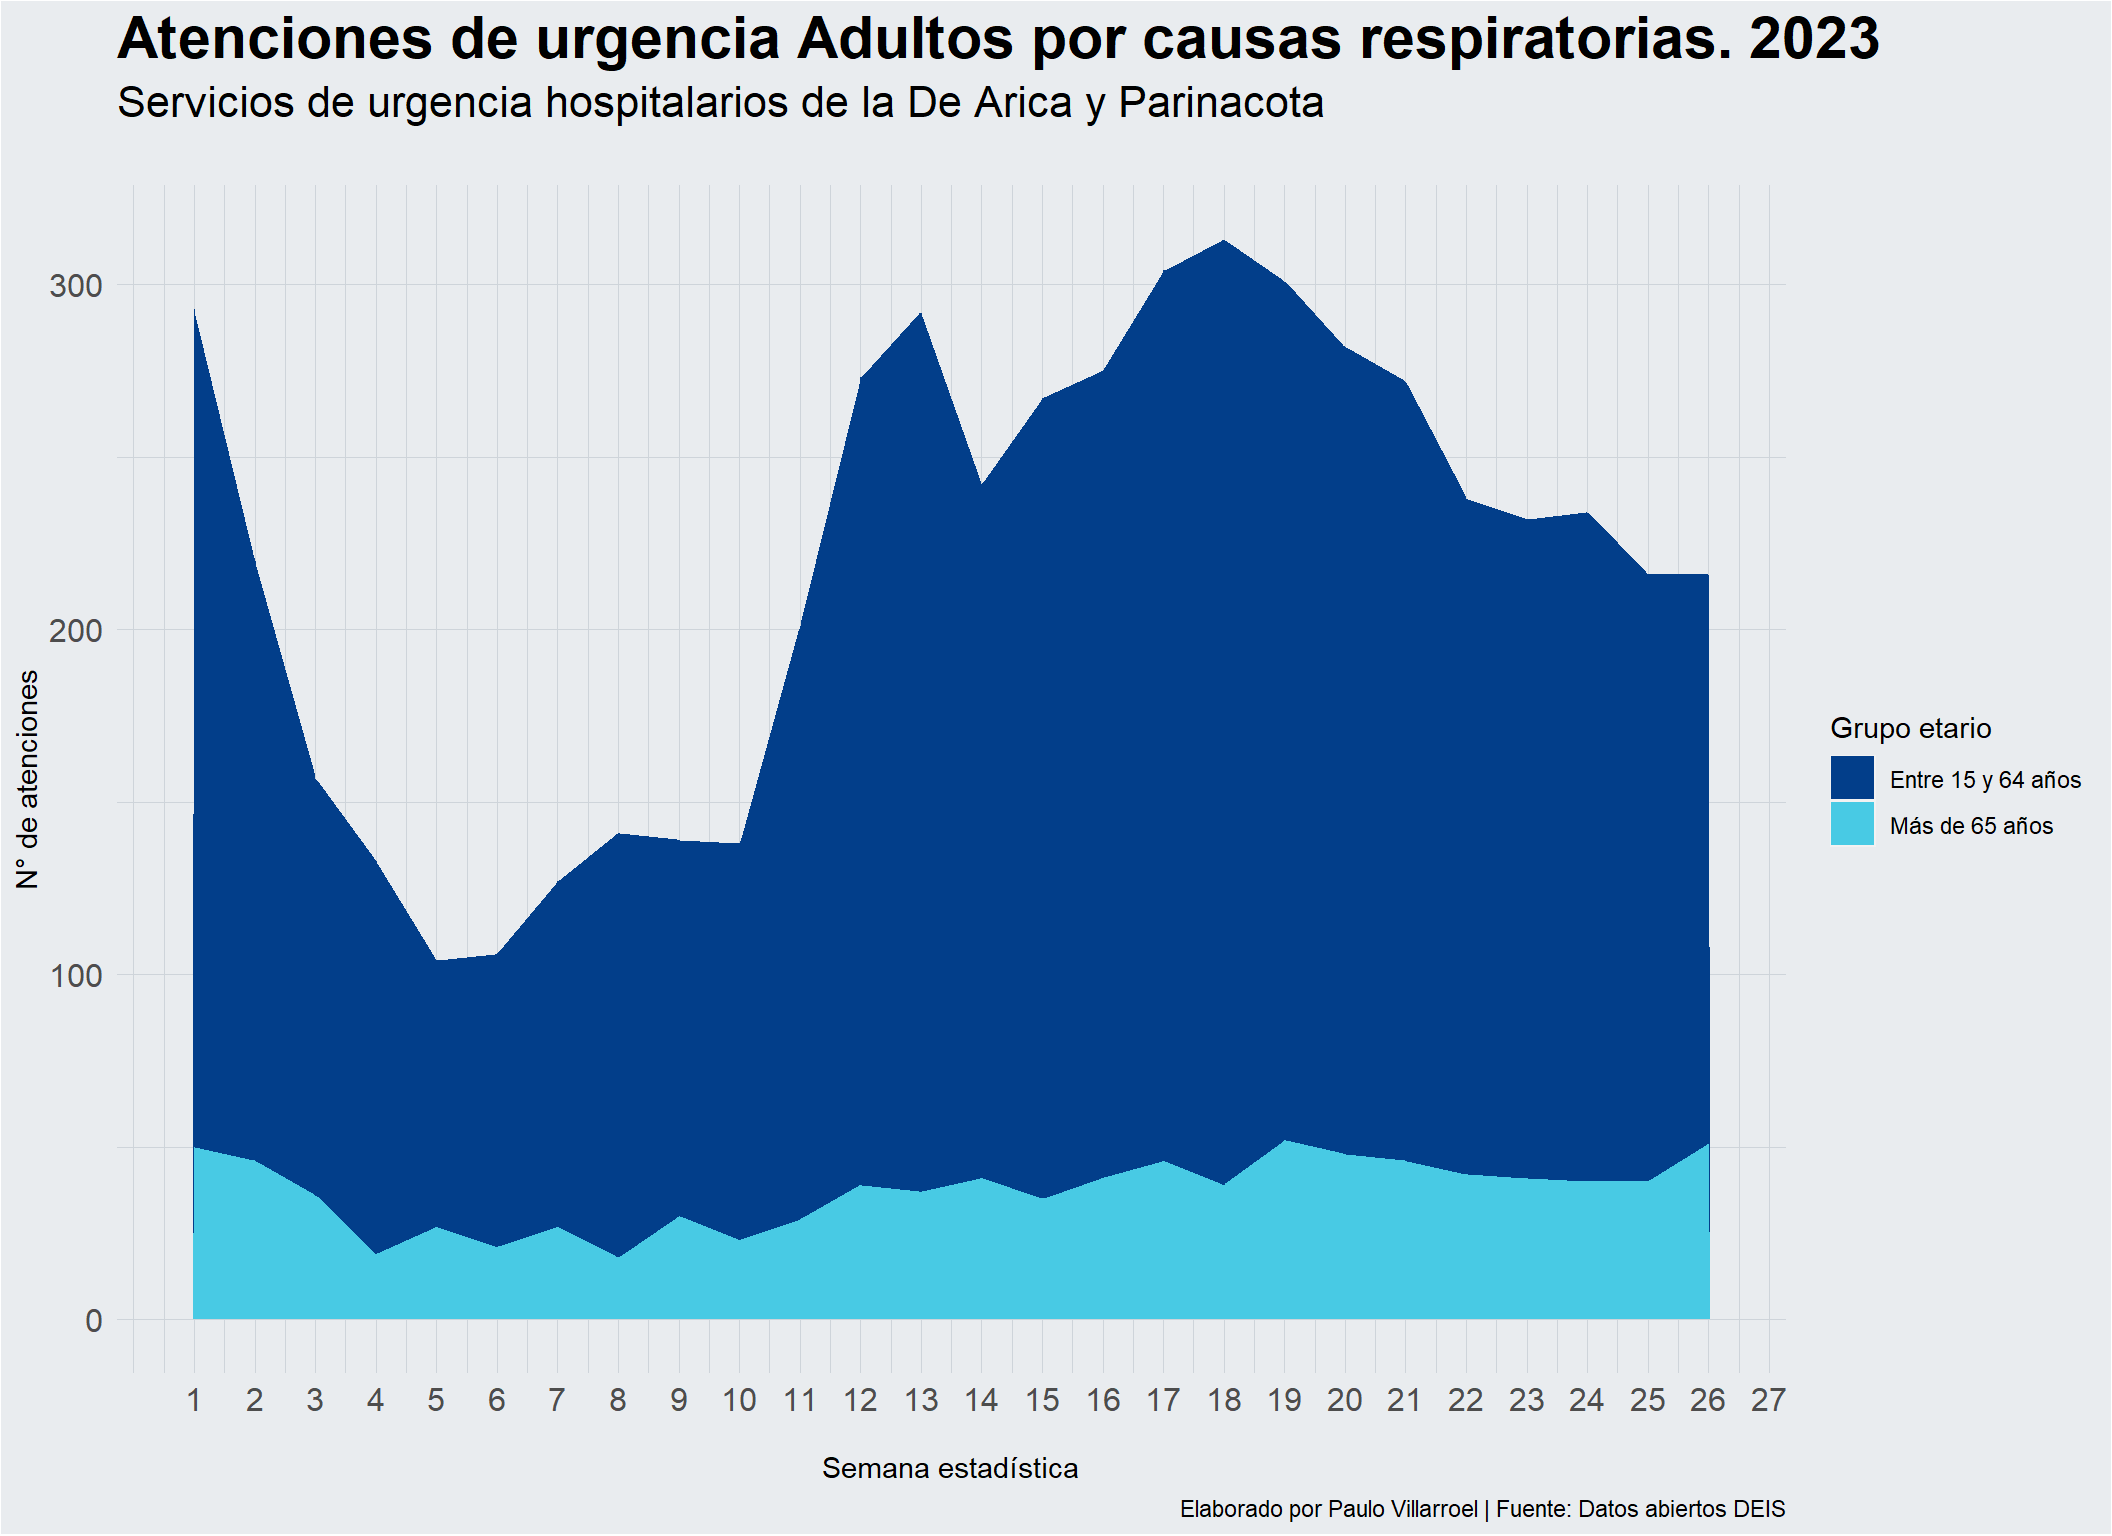 Atenciones de urgencia Adultos por causas respiratorias. 2023
Servicios de urgencia hospitalarios de la De Arica y Parinacota
300
200
100
0
N° de atenciones
1 2 3 4 5 6 7 8 9 10 11 12 13 14 15 16 17 18 19 20 21 22 23 24 25 26 27
Semana estadística
Grupo etario
Entre 15 y 64 años
Más de 65 años
Elaborado por Paulo Villarroel | Fuente: Datos abiertos DEIS